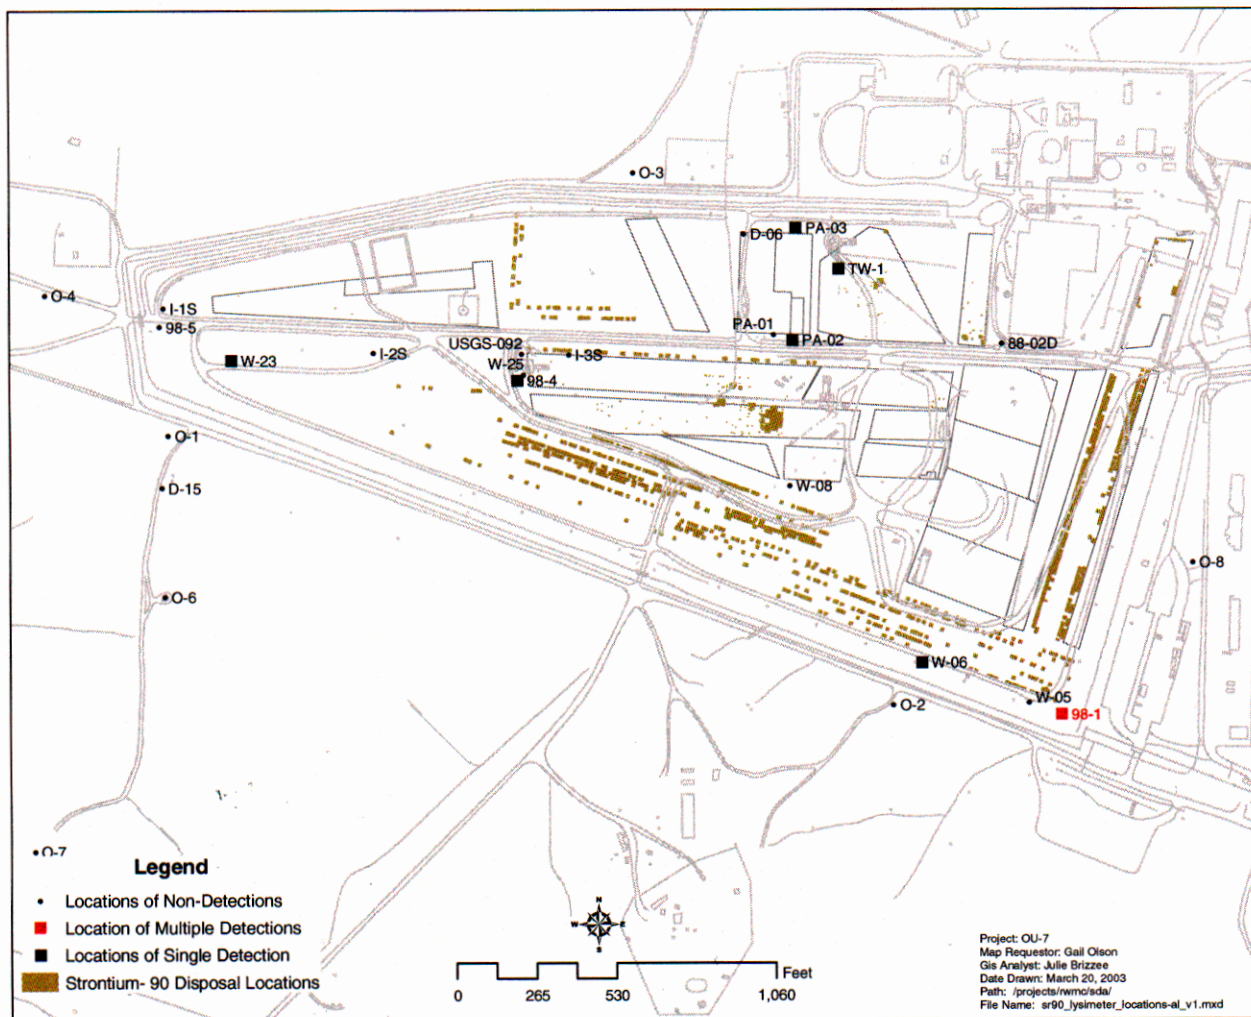 O-3
D-06
PA-03
TW-1
O-4
I-1S
98-5
PA-01
PA-02
88-02D
USGS-092
I-2S
I-3S
W-23
W-25
98-4
O-1
D-15
W-08
O-8
O-6
W-06
W-05
O-2
98-1
O-7
Legend
Locations of Non-Detections
Location of Multiple Detections
Locations of Single Detection
Strontium- 90 Disposal Locations
N
W
E
S
Feet
0
265
530
1,060
Project: OU-7
Map Requestor: Gail Olson
Gis Analyst: Julie Brizzee
Date Drawn: March 20, 2003
Path: /projects/rwmc/sda/
File Name: sr90_lysimeter_locations-al_v1.mxd